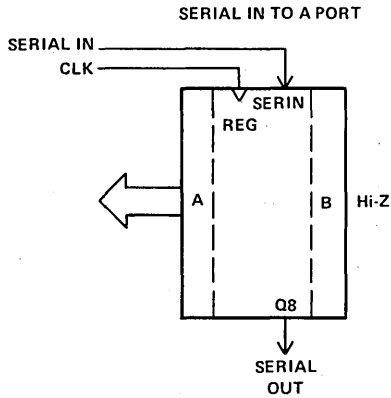 SERIAL IN TO A PORT
SERIAL IN
CLK
SERIN
REG
A
B
Hi-Z
Q8
SERIAL
OUT